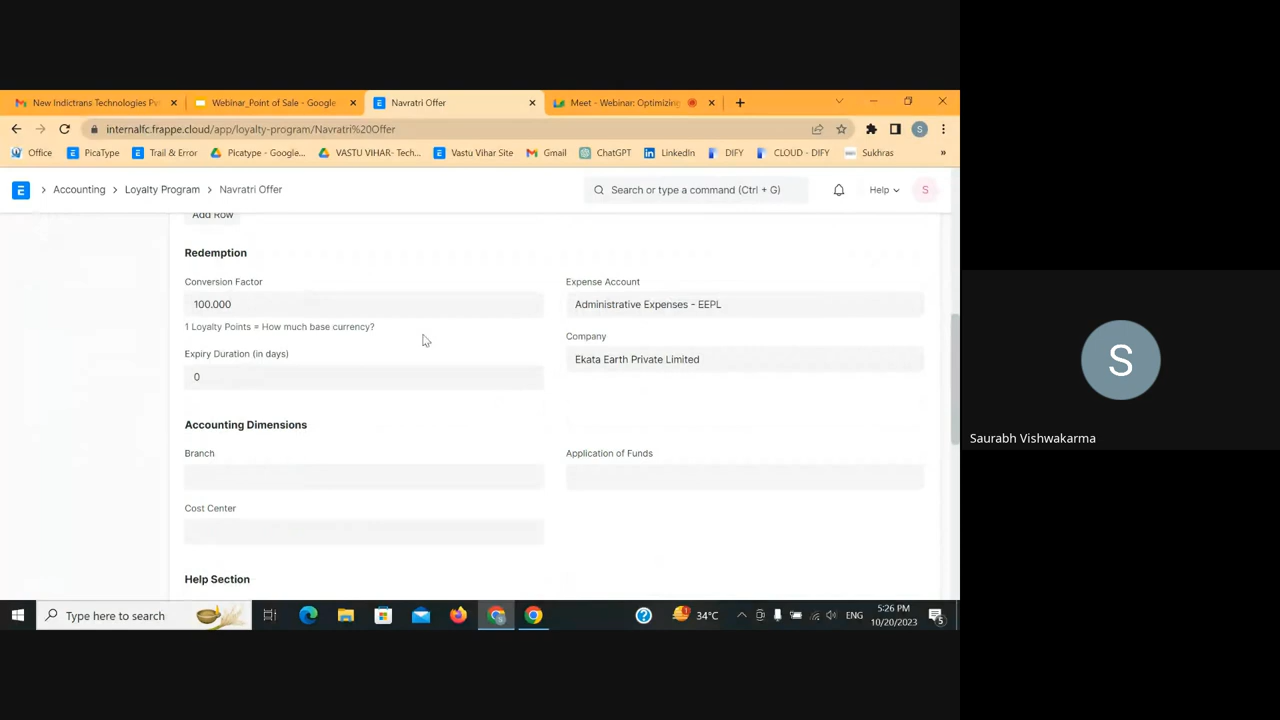 New Indictrans Technologies Pv
Webinar_Point of Sale - Google
Navratri Offer
Meet - Webinar: Optimizing
internalfc.frappe.cloud/app/loyalty-program/Navratri%20Offer
S
Office
PicaType
Trail & Error
Picatype - Google...
VASTU VIHAR- Tech...
Vastu Vihar Site
Gmail
ChatGPT
LinkedIn
DIFY
CLOUD - DIFY
Sukhras
»
E
Accounting
Loyalty Program
Navratri Offer
Search or type a command (Ctrl + G)
Help
S
Add Row
Redemption
Conversion Factor
Expense Account
100.000
Administrative Expenses - EEPL
1 Loyalty Points = How much base currency?
Company
Expiry Duration (in days)
Ekata Earth Private Limited
0
Accounting Dimensions
Branch
Application of Funds
Cost Center
Help Section
Type here to search
34°C
ENG
5:26 PM
10/20/2023
5
S
Saurabh Vishwakarma